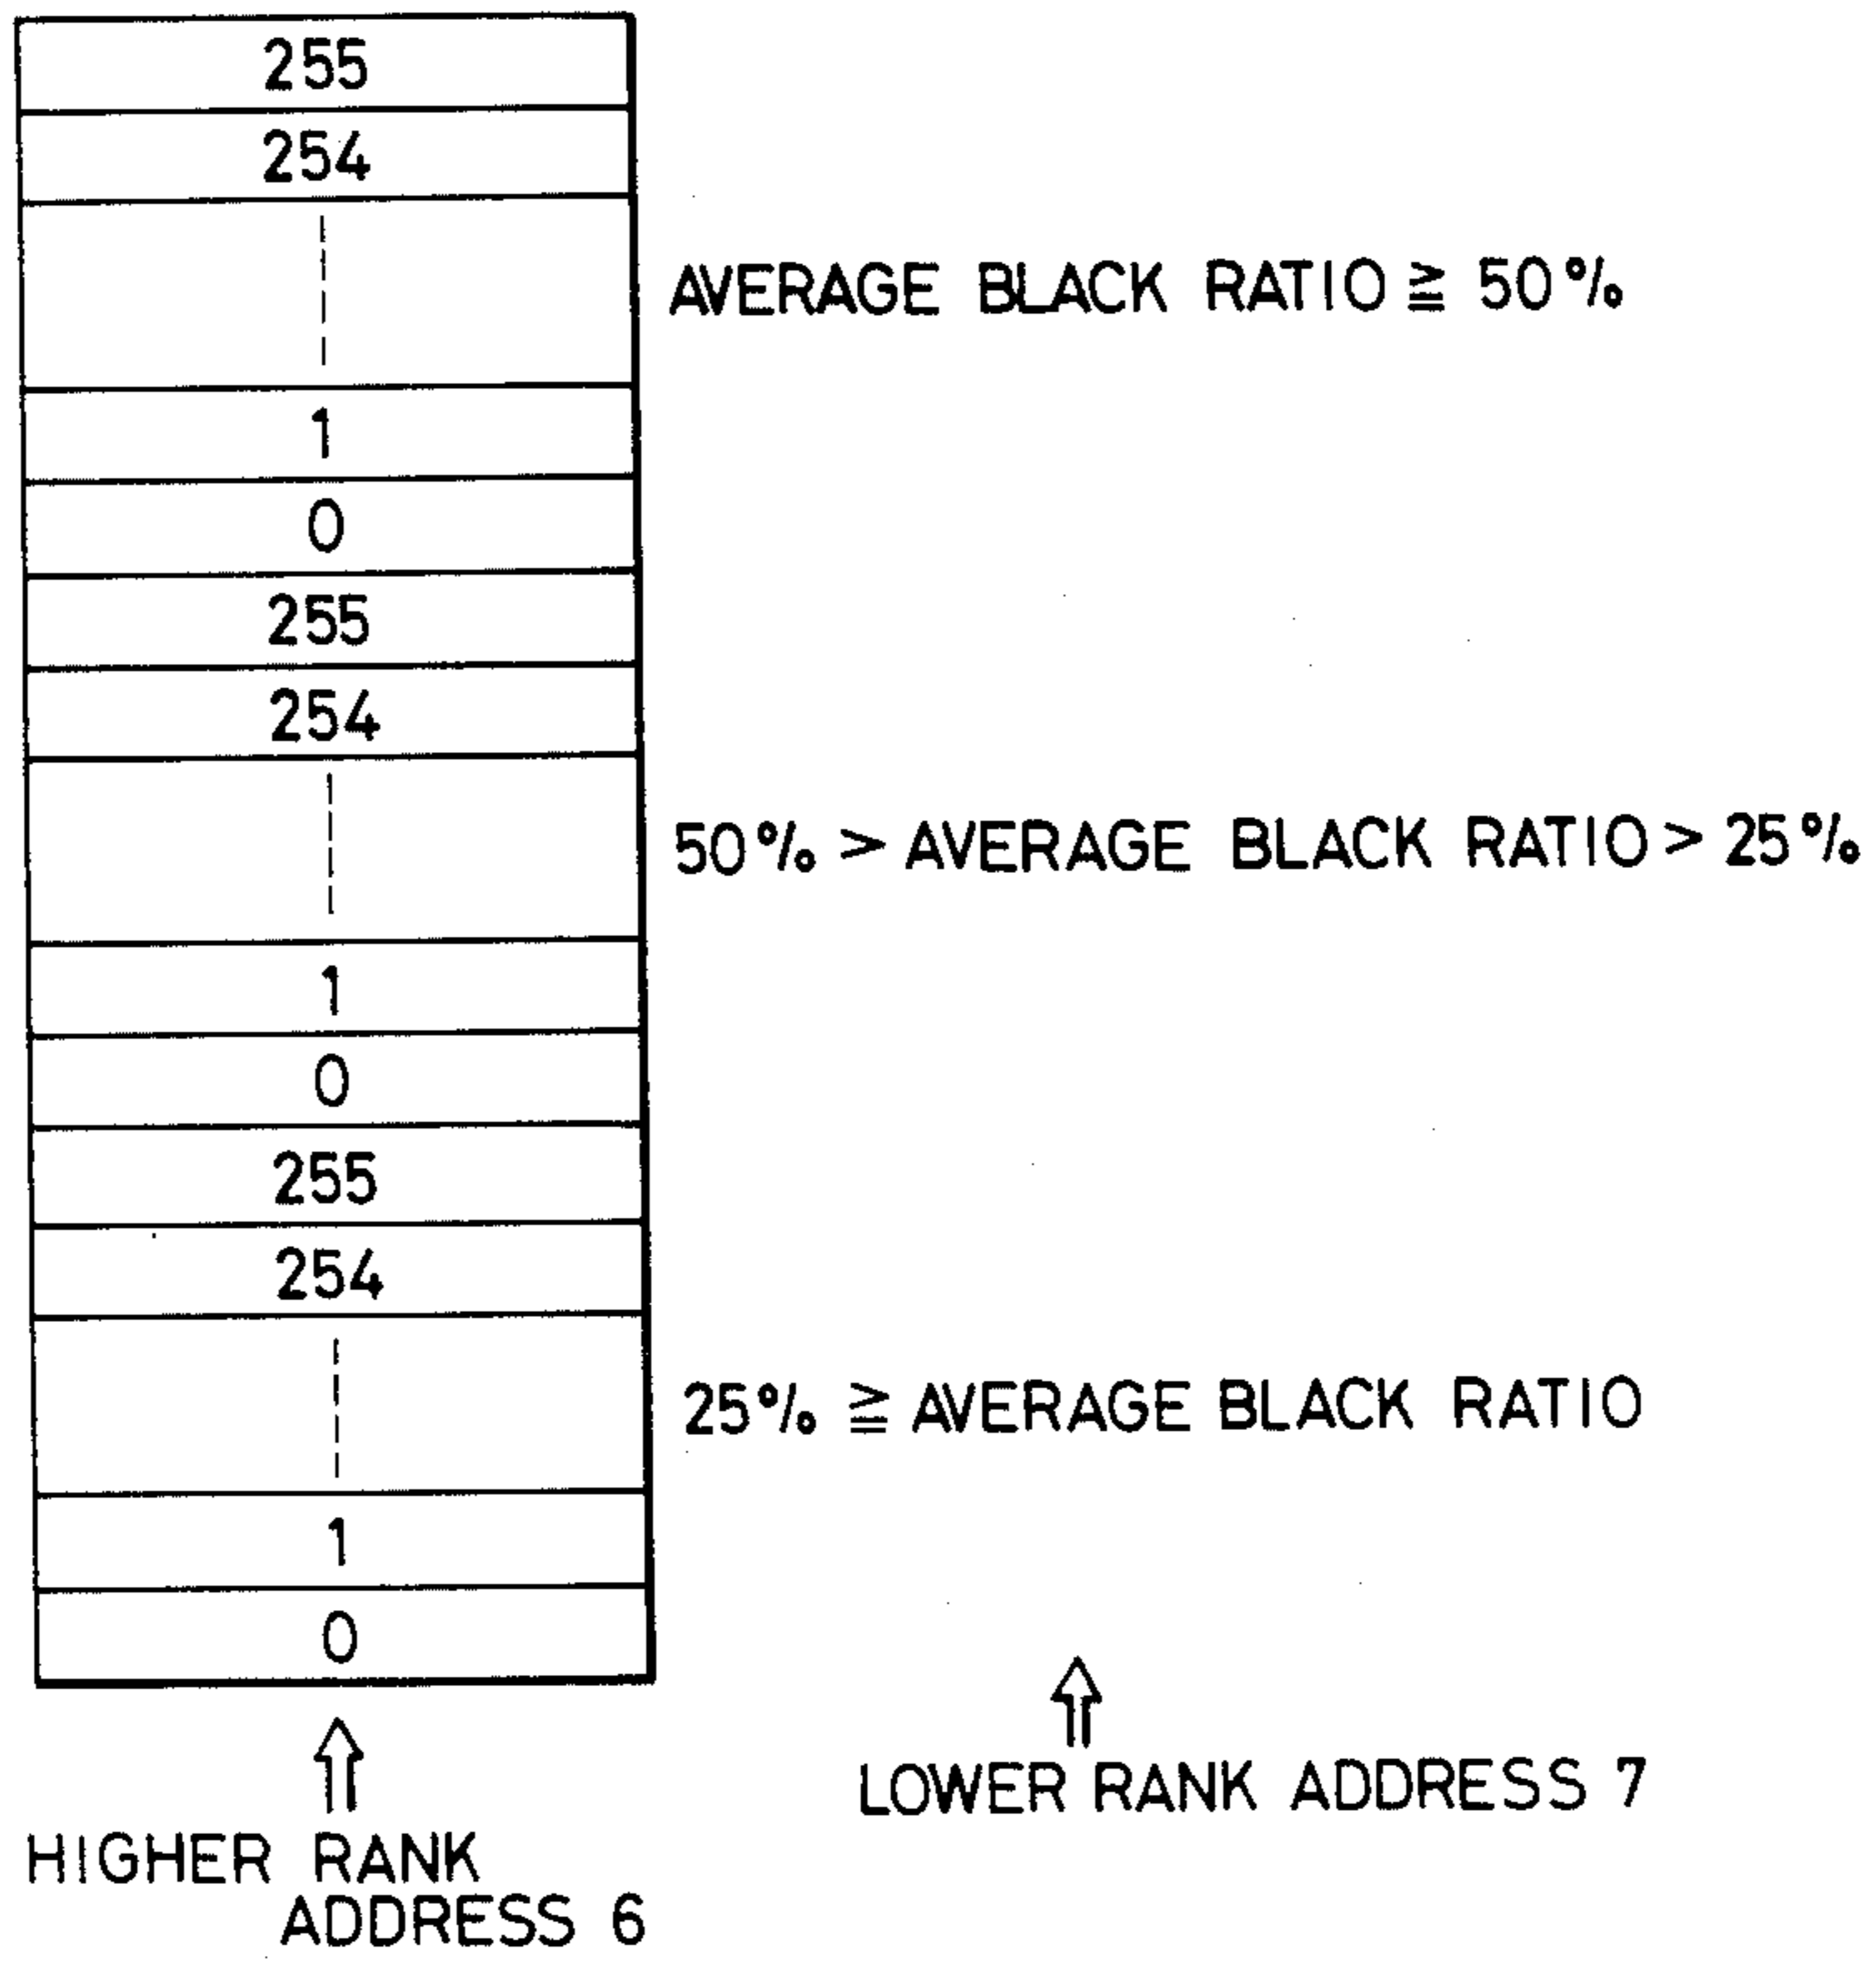 255
254
AVERAGE BLACK RATIO ≧ 50%
1
0
255
254
50% > AVERAGE BLACK RATIO > 25%
1
0
255
254
25% ≧ AVERAGE BLACK RATIO
1
0
LOWER RANK ADDRESS 7
HIGHER RANK
ADDRESS 6